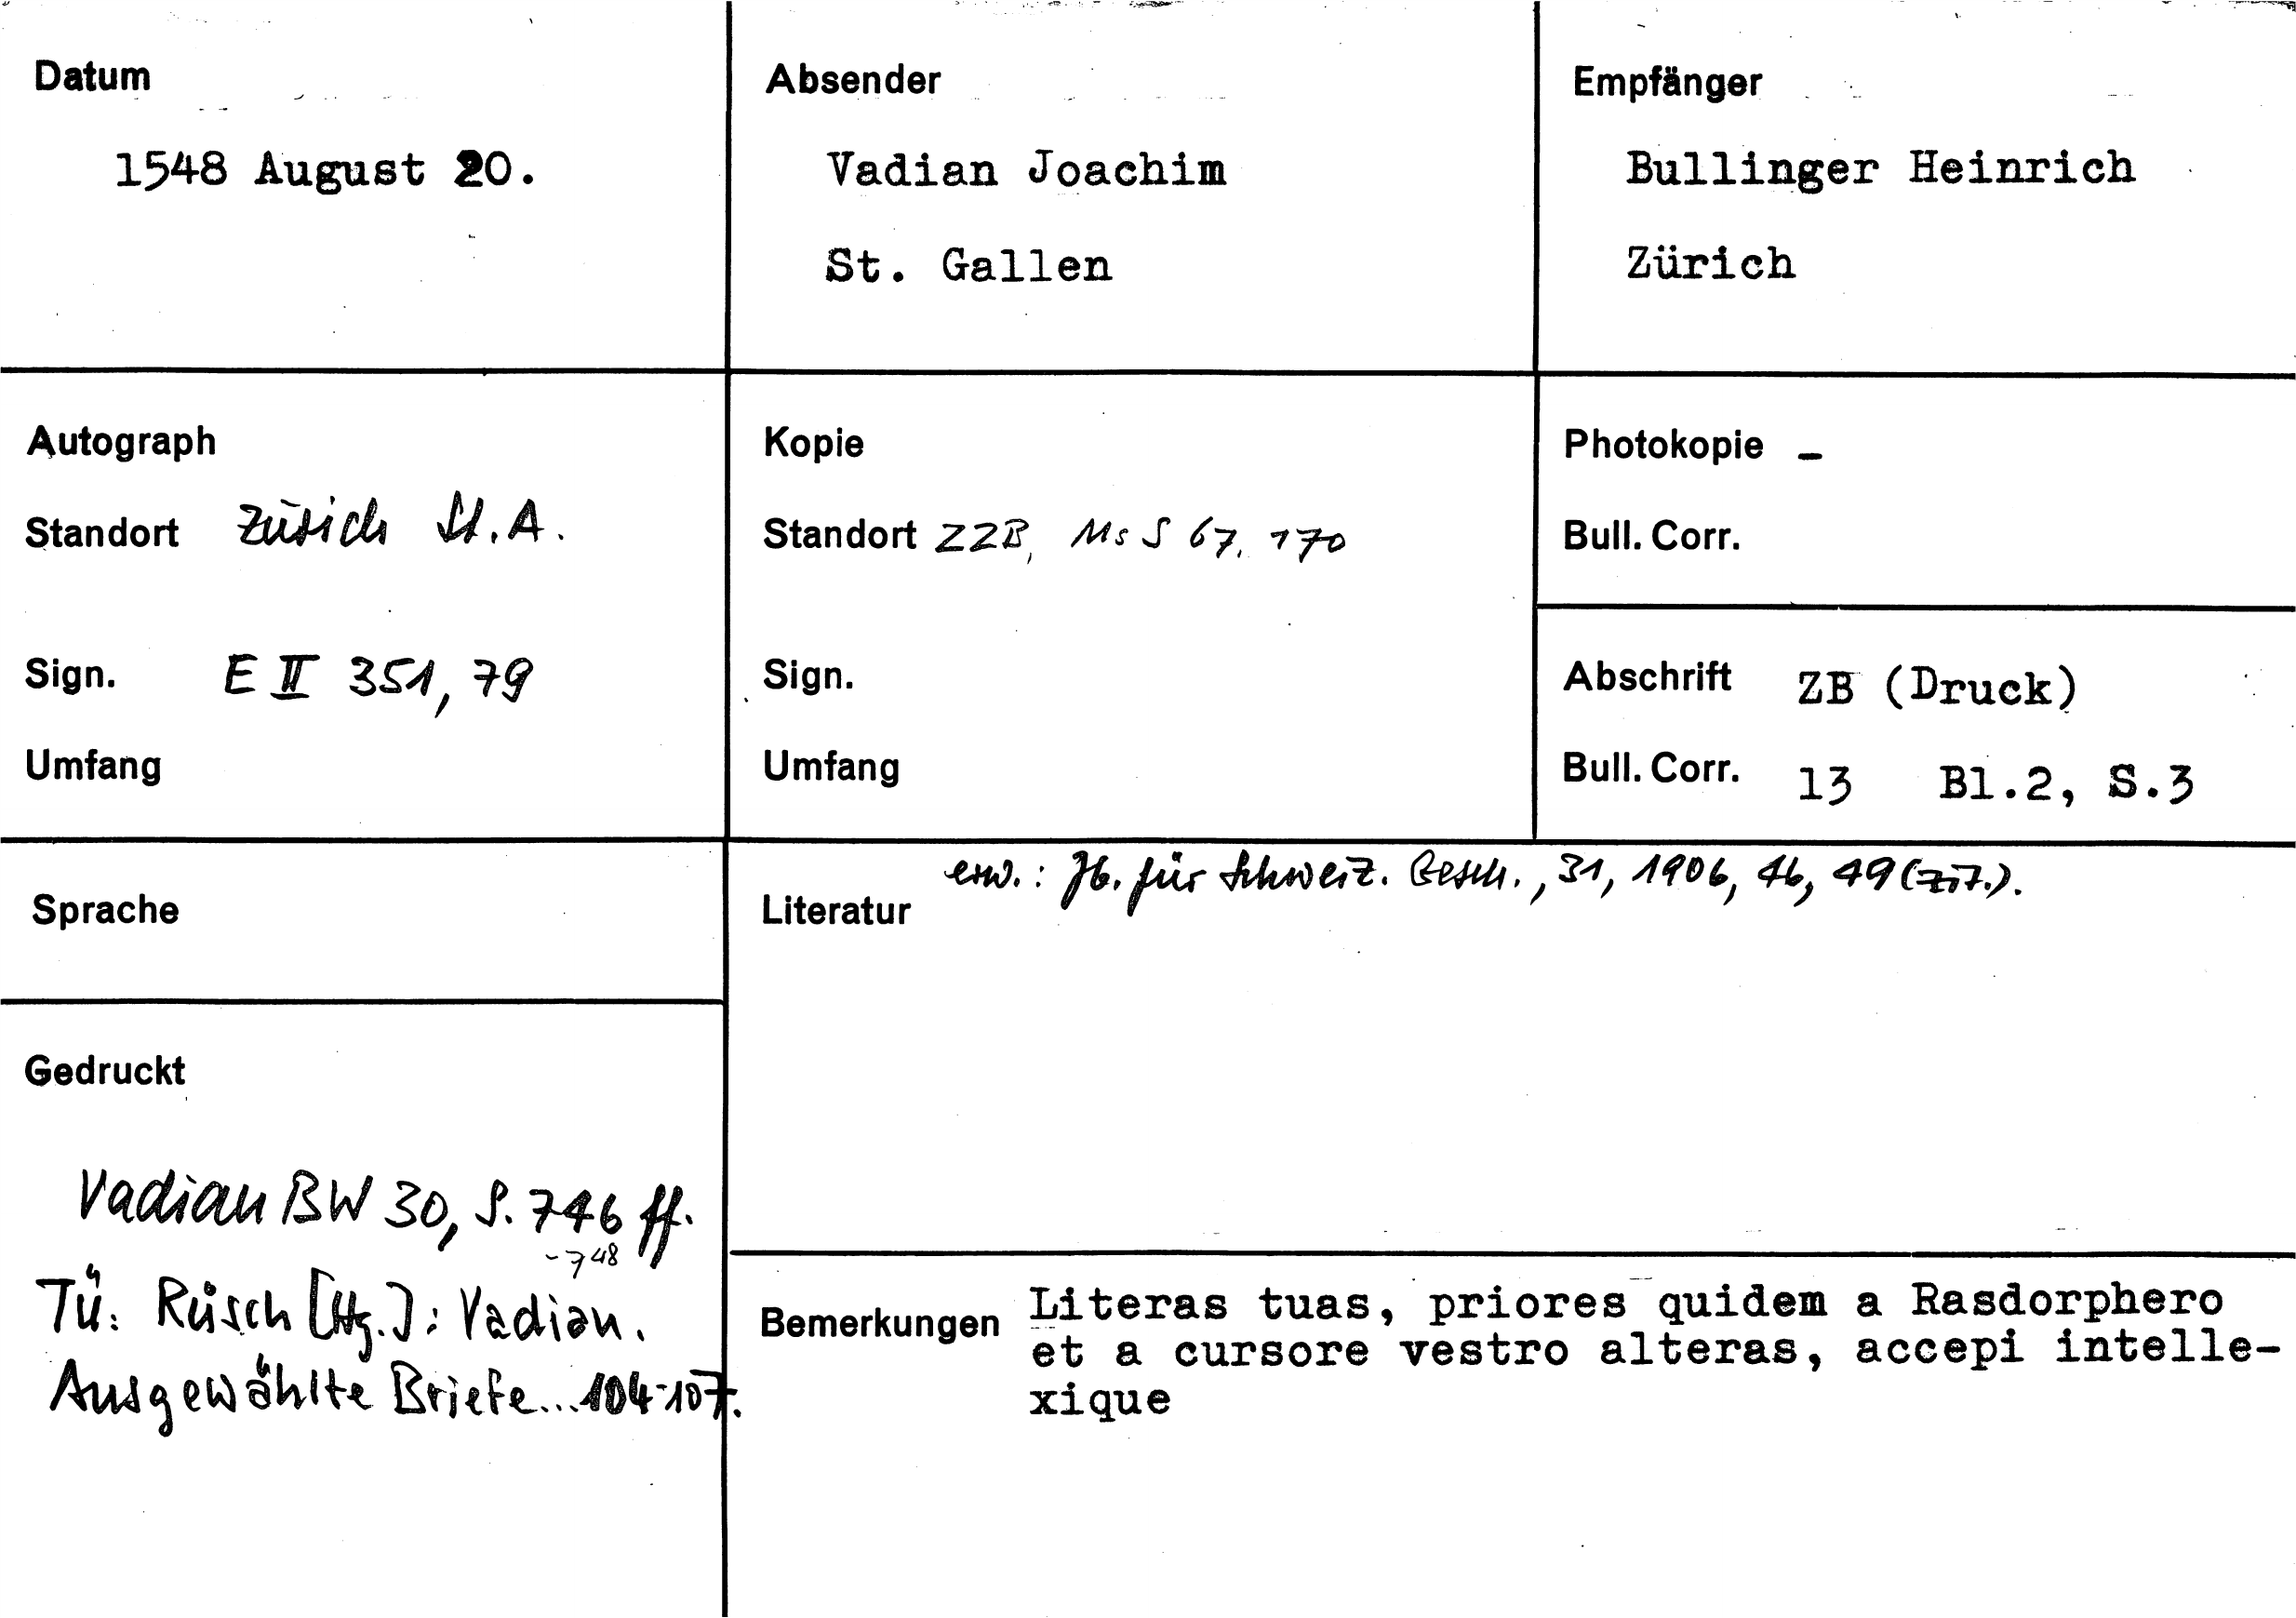 Datum
1548 August 20.
Absender
Vadian Joachim
St. Gallen
Empfänger
Bullinger Heinrich
Zürich
Autograph
Standort Zürich St.A.
Sign. E II 351, 79
Umfang
Kopie
Standort ZZB, Ms S 67, 170
Sign.
Umfang
Photokopie –
Bull. Corr.
Abschrift ZB (Druck)
Bull. Corr. 13 Bl.2, S.3
Sprache
Gedruckt
Vadian BW 30, S. 746 ff.
-748
Tü: Rüsch [Hg.]: Vadian.
Ausgewählte Briefe...104-107.
Literatur erw.: Jb. für Schweiz. Gesch., 31, 1906, 46, 49 (zit.).
Bemerkungen Literas tuas, priores quidem a Rasdorphero
et a cursore vestro alteras, accepi intelle-
xique